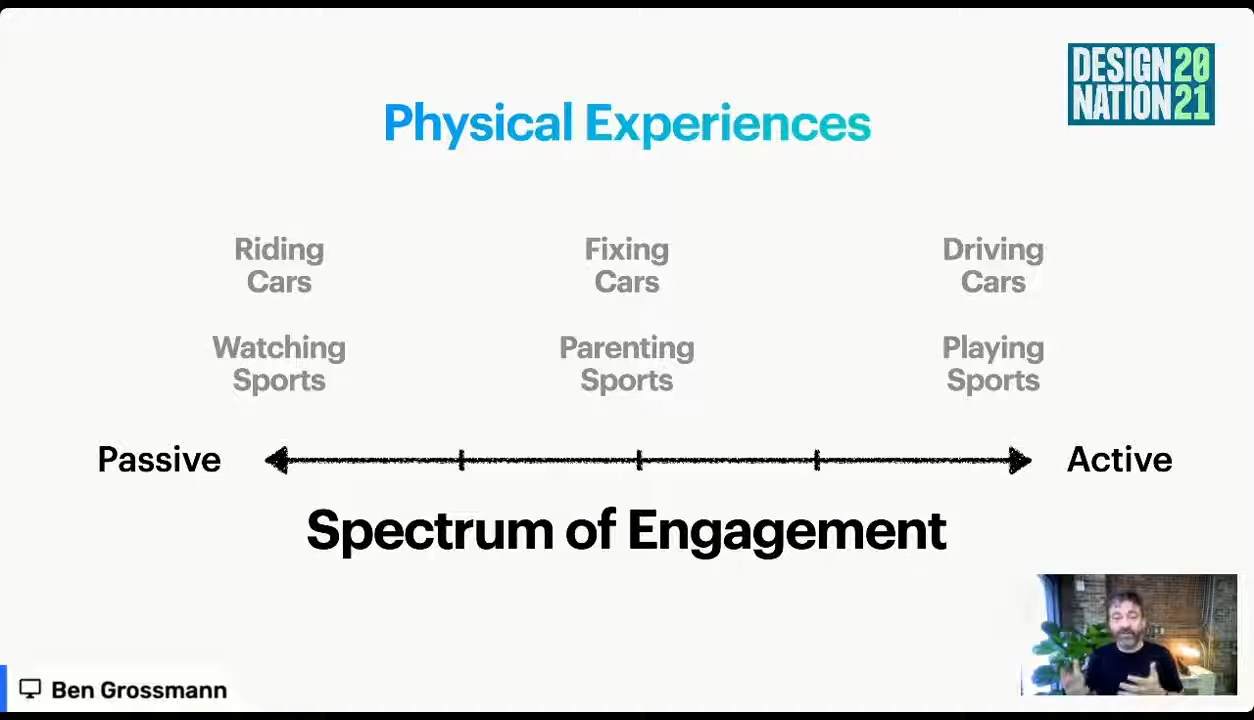 DESIGN 20
NATION 21
Physical Experiences
Riding
Cars
Fixing
Cars
Driving
Cars
Watching
Sports
Parenting
Sports
Playing
Sports
Passive
Active
Spectrum of Engagement
Ben Grossmann